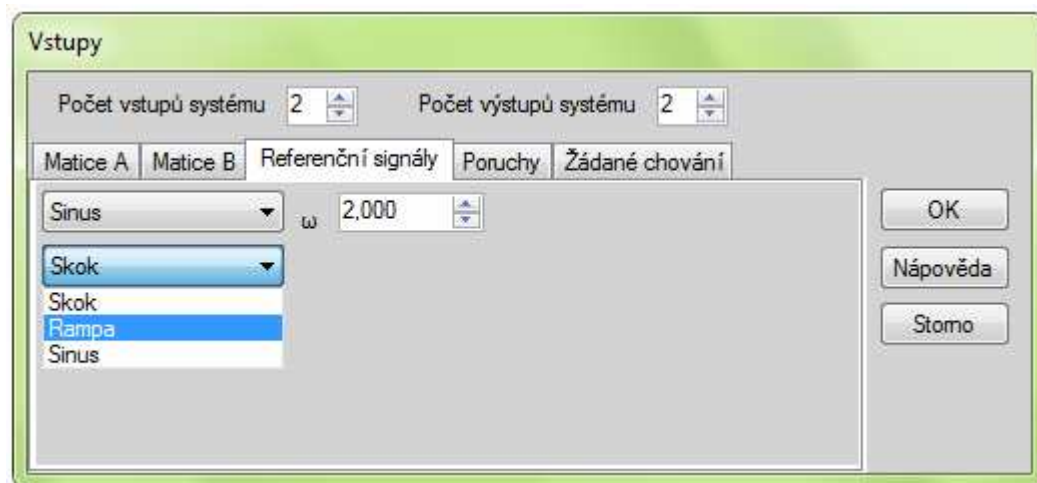 Vstupy
Počet vstupů systému 2 Počet výstupů systému 2
Matice A Matice B Referenční signály Poruchy Žádané chování
Sinus ω 2,000 OK
Skok Nápověda
Skok
Rampa Storno
Sinus